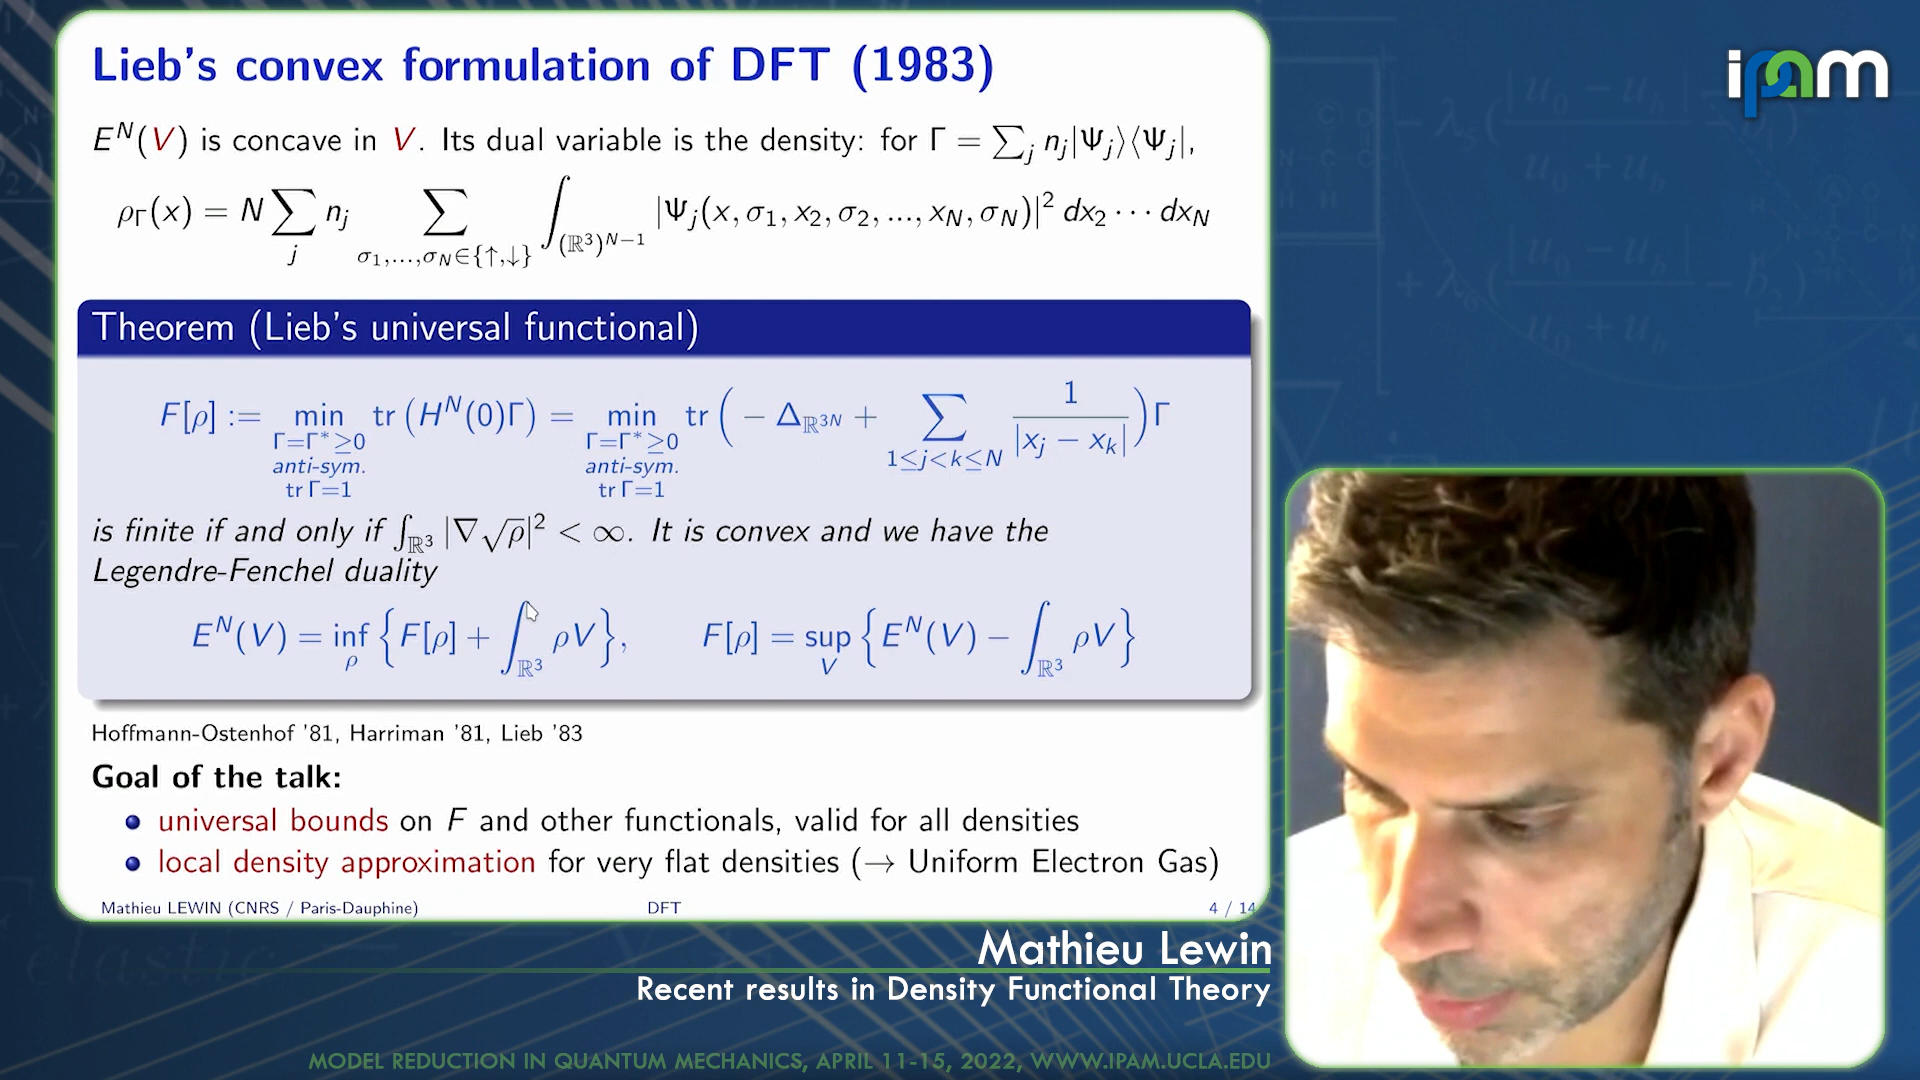 Lieb's convex formulation of DFT (1983)
E^N(V) is concave in V. Its dual variable is the density: for Γ = ∑_j n_j|Ψ_j⟩⟨Ψ_j|,
ρ_Γ(x) = N ∑_j n_j ∑_{σ_1,...,σ_N∈{↑,↓}} ∫_{(ℝ^3)^{N−1}} |Ψ_j(x, σ_1, x_2, σ_2, ..., x_N, σ_N)|^2 dx_2 ··· dx_N
Theorem (Lieb's universal functional)
F[ρ] := min_{Γ=Γ*≥0 anti-sym. tr Γ=1} tr (H^N(0)Γ) = min_{Γ=Γ*≥0 anti-sym. tr Γ=1} tr (− Δ_{ℝ^{3N}} + ∑_{1≤j<k≤N} 1/|x_j − x_k|)Γ
is finite if and only if ∫_{ℝ^3} |∇√ρ|^2 < ∞. It is convex and we have the
Legendre-Fenchel duality
E^N(V) = inf_ρ {F[ρ] + ∫_{ℝ^3} ρV}, F[ρ] = sup_V {E^N(V) − ∫_{ℝ^3} ρV}
Hoffmann-Ostenhof '81, Harriman '81, Lieb '83
Goal of the talk:
universal bounds on F and other functionals, valid for all densities
local density approximation for very flat densities (→ Uniform Electron Gas)
Mathieu LEWIN (CNRS / Paris-Dauphine) DFT 4 / 14
ipam
Mathieu Lewin
Recent results in Density Functional Theory
MODEL REDUCTION IN QUANTUM MECHANICS, APRIL 11-15, 2022, WWW.IPAM.UCLA.EDU
elastic